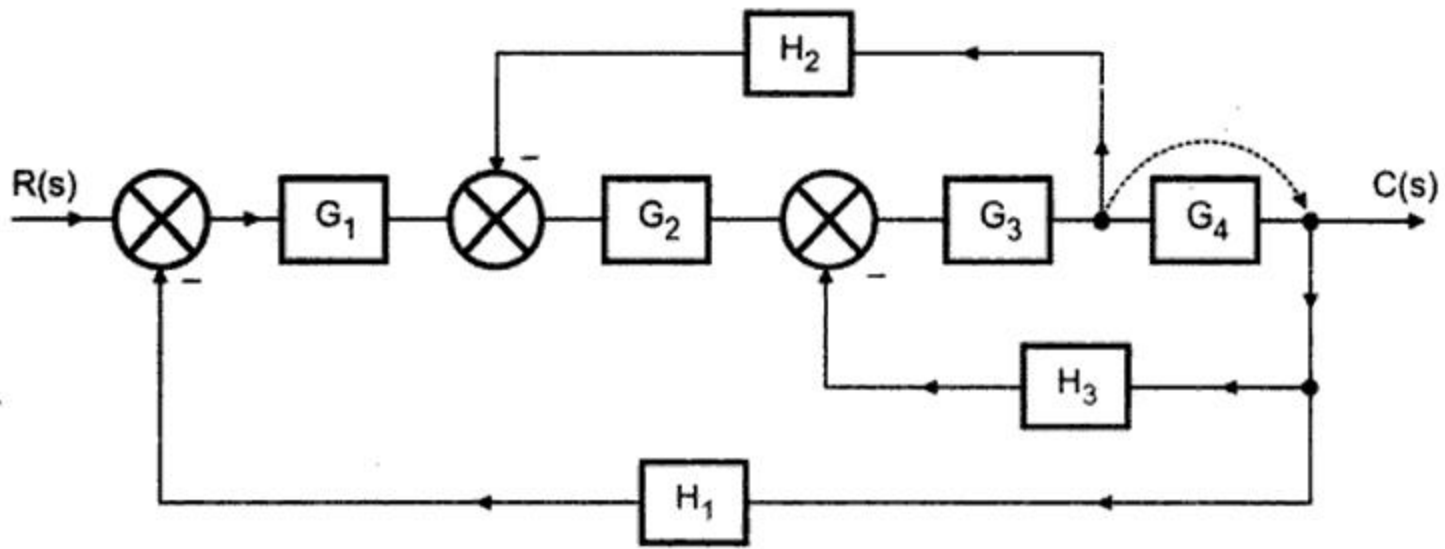 H₂
R(s) G₁ G₂ G₃ G₄ C(s)
− − −
H₃
H₁